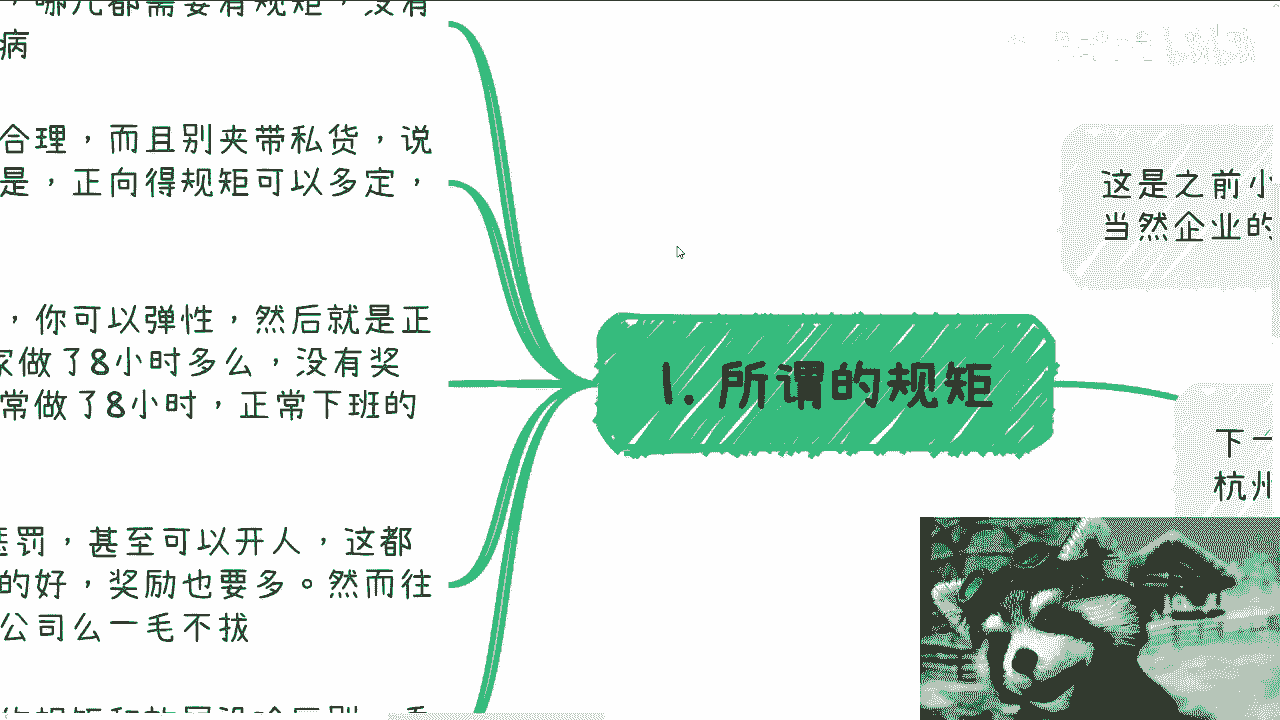 ，哪儿都需要有规矩，没有
病
合理，而且别夹带私货，说
是，正向得规矩可以多定，
，你可以弹性，然后就是正
家做了8小时多么，没有奖
常做了8小时，正常下班的
惩罚，甚至可以开人，这都
的好，奖励也要多。然而往
公司么一毛不拔
1. 所谓的规矩
这是之前小
当然企业的
下一
杭州